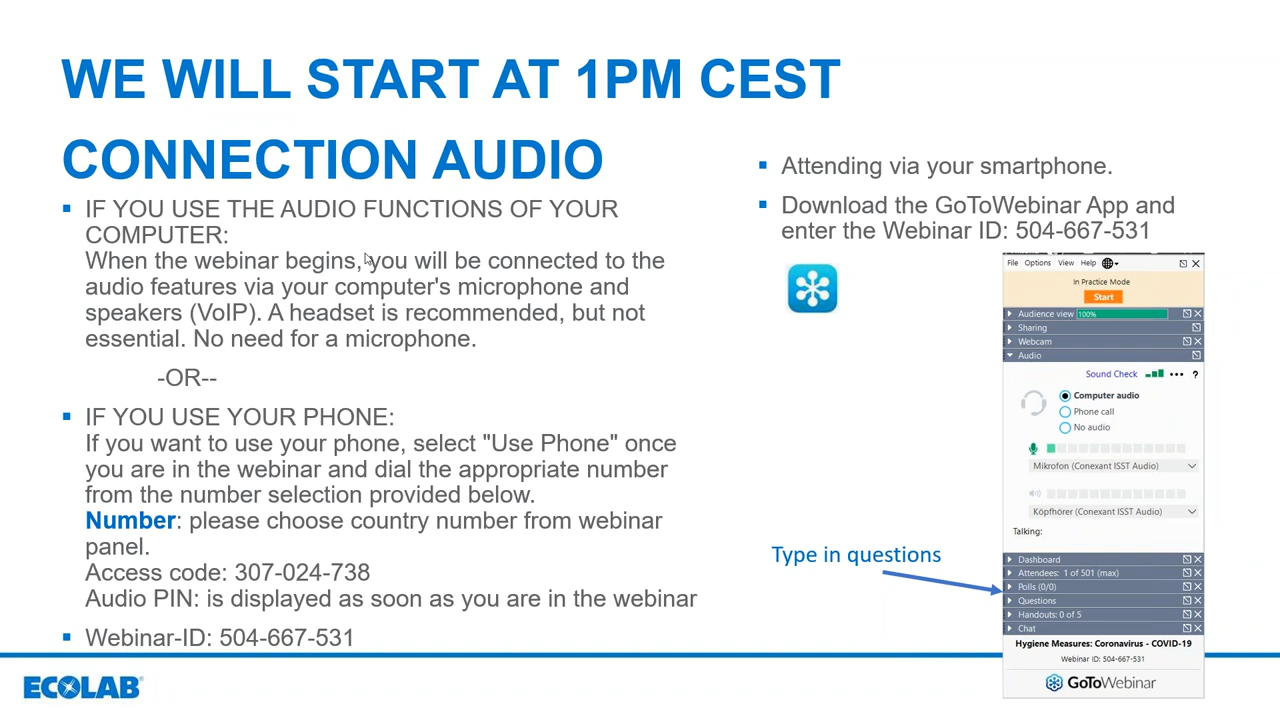 WE WILL START AT 1PM CEST
CONNECTION AUDIO
IF YOU USE THE AUDIO FUNCTIONS OF YOUR
COMPUTER:
When the webinar begins, you will be connected to the
audio features via your computer's microphone and
speakers (VoIP). A headset is recommended, but not
essential. No need for a microphone.
-OR--
IF YOU USE YOUR PHONE:
If you want to use your phone, select "Use Phone" once
you are in the webinar and dial the appropriate number
from the number selection provided below.
Number: please choose country number from webinar
panel.
Access code: 307-024-738
Audio PIN: is displayed as soon as you are in the webinar
Webinar-ID: 504-667-531
Attending via your smartphone.
Download the GoToWebinar App and
enter the Webinar ID: 504-667-531
File Options View Help
In Practice Mode
Start
Audience view 100%
Sharing
Webcam
Audio
Sound Check ?
Computer audio
Phone call
No audio
Mikrofon (Conexant ISST Audio)
Köpfhörer (Conexant ISST Audio)
Talking:
Type in questions
Dashboard
Attendees: 1 of 501 (max)
Polls (0/0)
Questions
Handouts: 0 of 5
Chat
Hygiene Measures: Coronavirus - COVID-19
Webinar ID: 504-667-531
GoToWebinar
ECOLAB